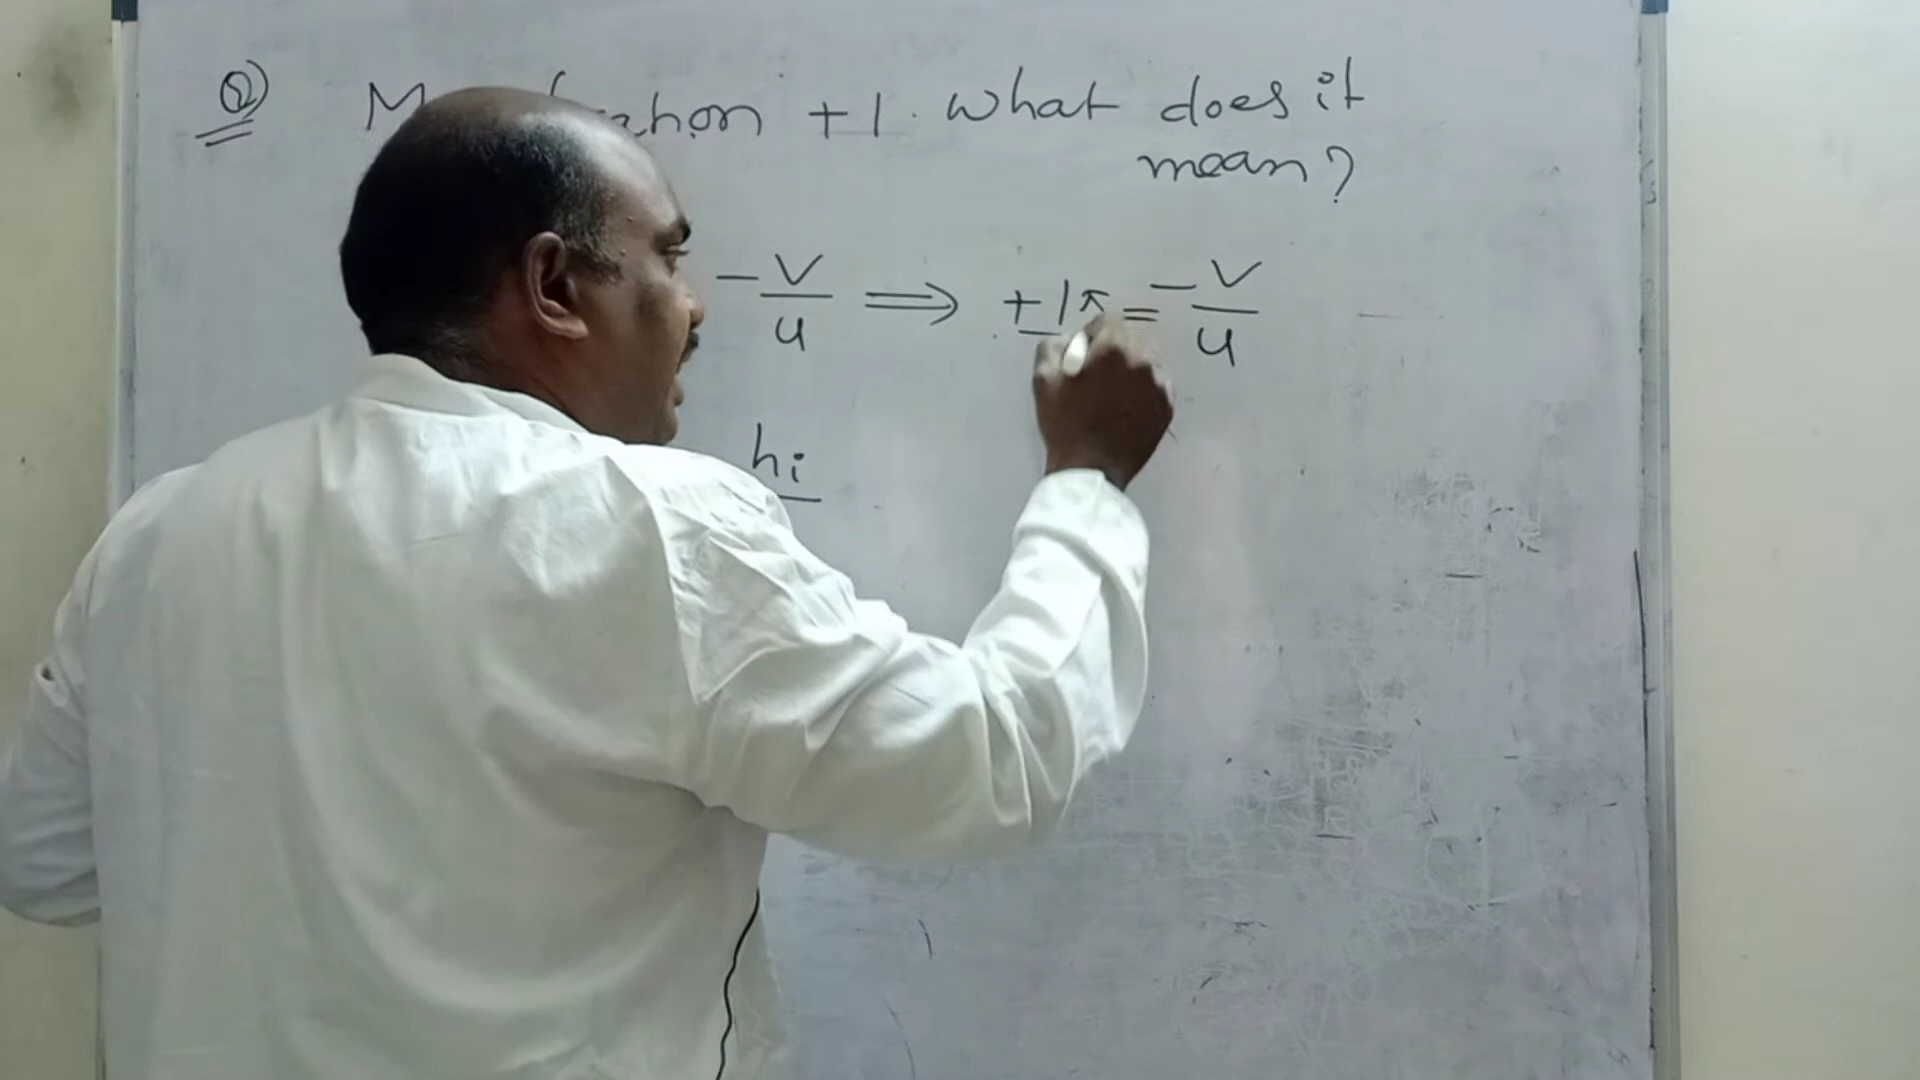 Q) +1. What does it
mean?
-v/u ⟹ +1 = -v/u
hi